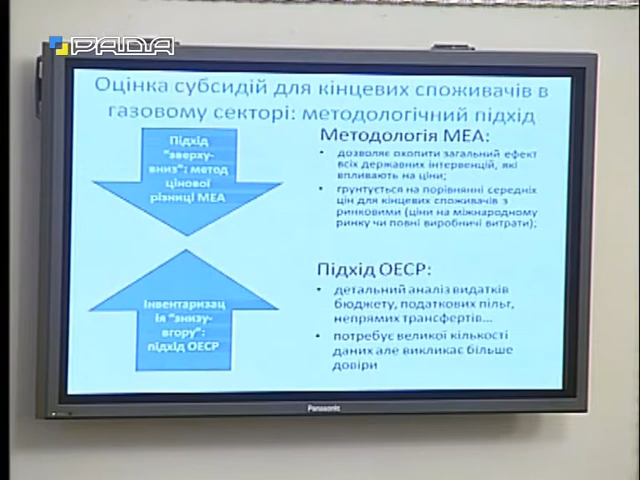 РАДА
Оцінка субсидій для кінцевих споживачів в
газовому секторі: методологічний підхід
Підхід
"зверху-
вниз": метод
цінової
різниці МЕА
Методологія МЕА:
• дозволяє охопити загальний ефект
всіх державних інтервенцій, які
впливають на ціни;
• грунтується на порівнянні середніх
цін для кінцевих споживачів з
ринковими (ціни на міжнародному
ринку чи повні виробничі витрати);
Інвентаризац
ія "знизу-
вгору":
підхід ОЕСР
Підхід ОЕСР:
• детальний аналіз видатків
бюджету, податкових пільг,
непрямих трансфертів...
• потребує великої кількості
даних але викликає більше
довіри
Panasonic